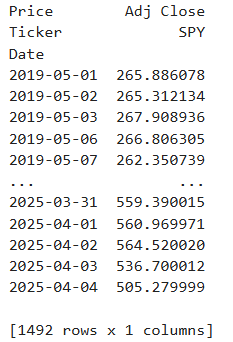 Price Adj Close
Ticker SPY
Date
2019-05-01 265.886078
2019-05-02 265.312134
2019-05-03 267.908936
2019-05-06 266.806305
2019-05-07 262.350739
... ...
2025-03-31 559.390015
2025-04-01 560.969971
2025-04-02 564.520020
2025-04-03 536.700012
2025-04-04 505.279999
[1492 rows x 1 columns]